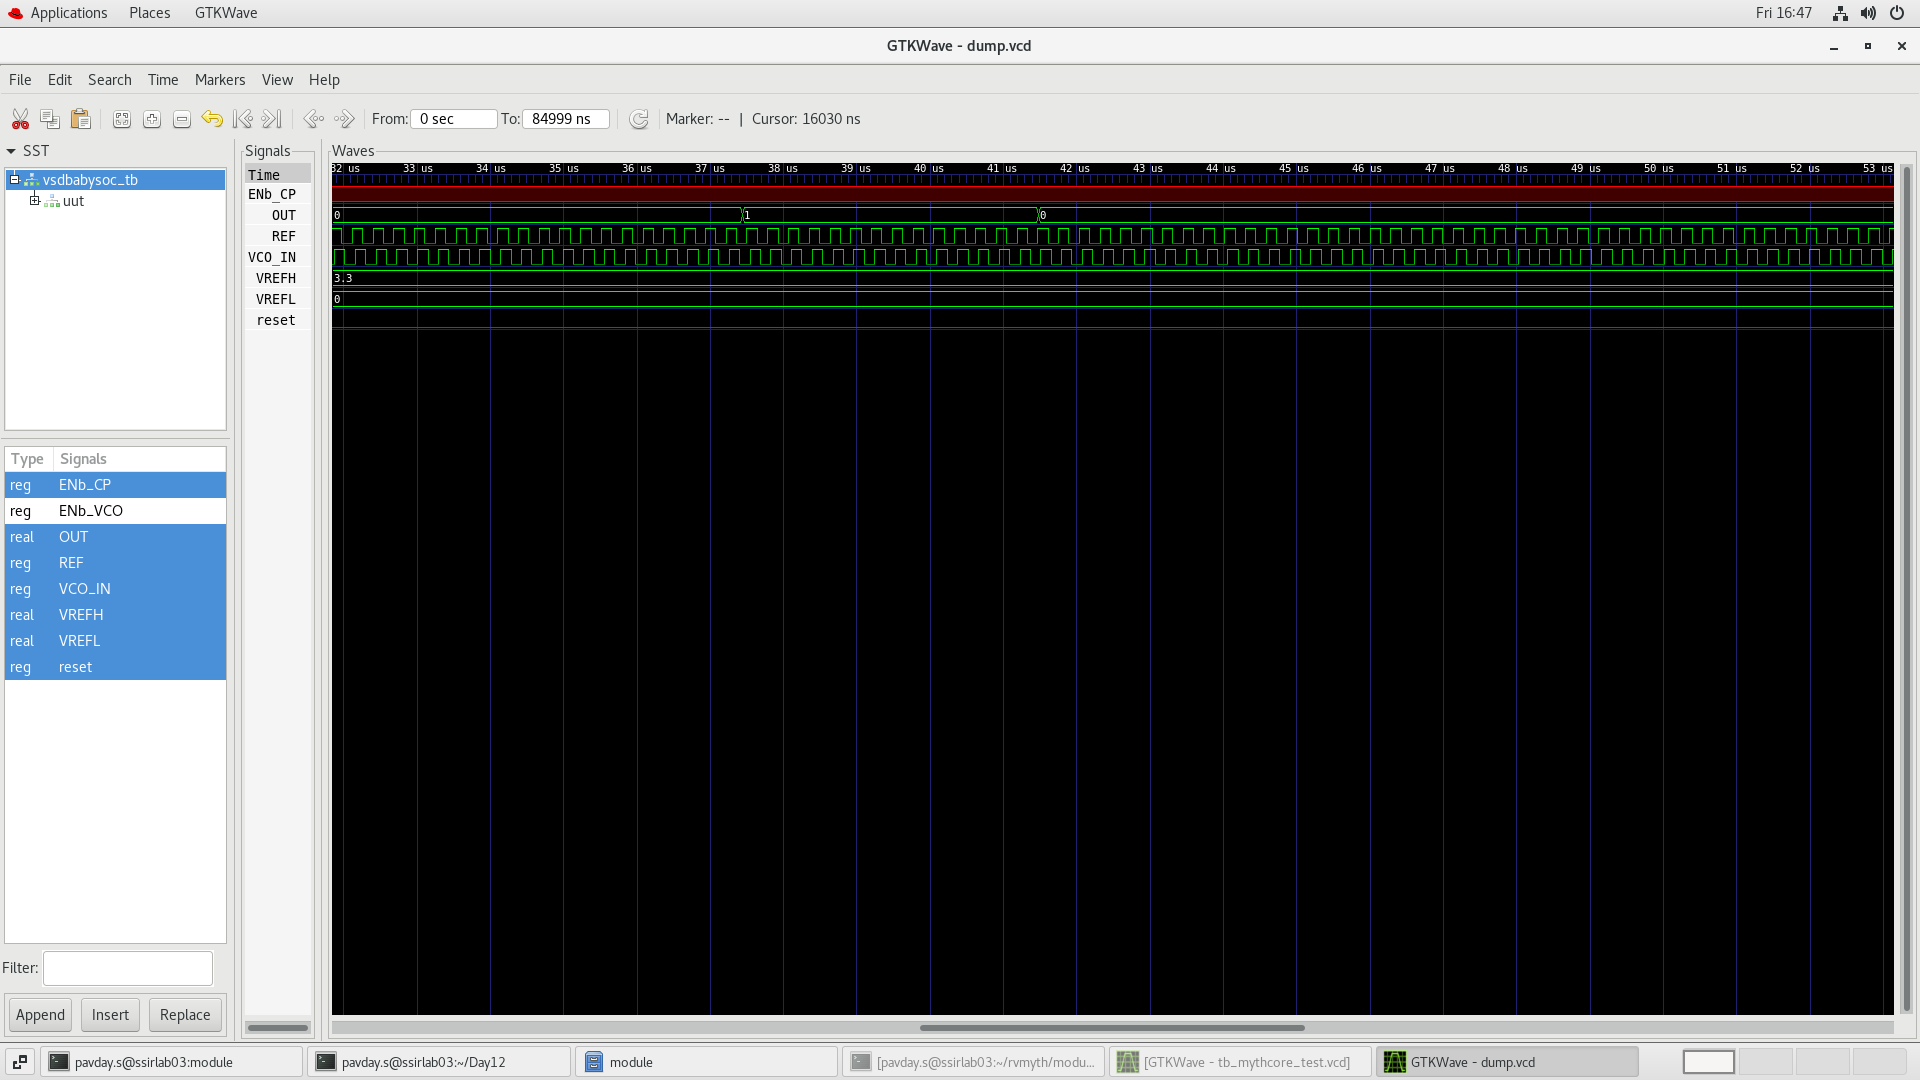 Applications Places GTKWave Fri 16:47
GTKWave - dump.vcd
File Edit Search Time Markers View Help
From: 0 sec To: 84999 ns Marker: -- | Cursor: 16030 ns
SST
vsdbabysoc_tb
uut
Type Signals
reg ENb_CP
reg ENb_VCO
real OUT
reg REF
reg VCO_IN
real VREFH
real VREFL
reg reset
Filter:
Append Insert Replace
Signals
Time
ENb_CP
OUT
REF
VCO_IN
VREFH
VREFL
reset
Waves
32 us 33 us 34 us 35 us 36 us 37 us 38 us 39 us 40 us 41 us 42 us 43 us 44 us 45 us 46 us 47 us 48 us 49 us 50 us 51 us 52 us 53 us
0 1 0
3.3
0
pavday.s@ssirlab03:module pavday.s@ssirlab03:~/Day12 module [pavday.s@ssirlab03:~/rvmyth/modu... [GTKWave - tb_mythcore_test.vcd] GTKWave - dump.vcd